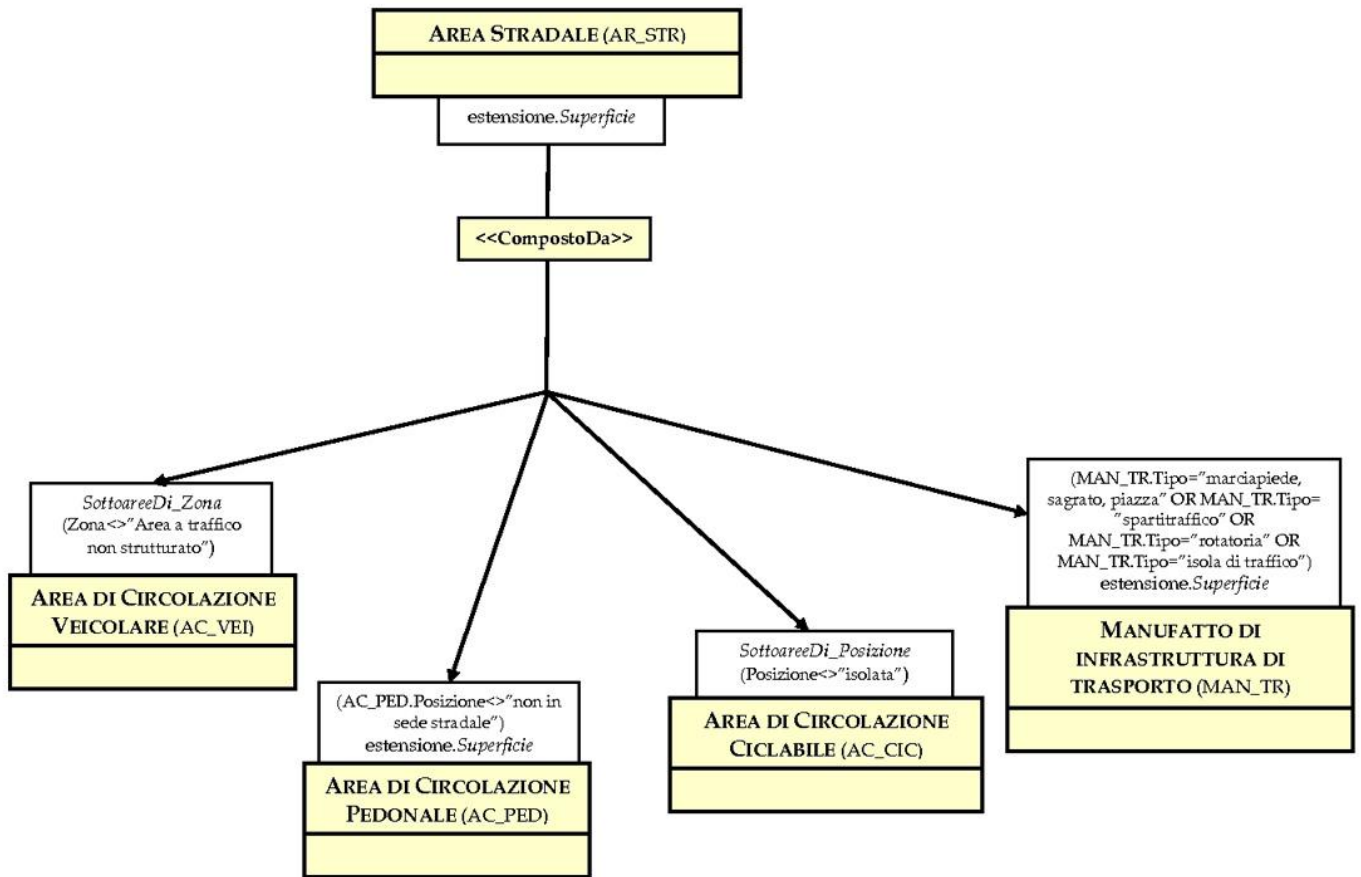 AREA STRADALE (AR_STR)
estensione.Superficie
<<CompostoDa>>
SottoareeDi_Zona
(Zona<>"Area a traffico
non strutturato")
AREA DI CIRCOLAZIONE
VEICOLARE (AC_VEI)
(AC_PED.Posizione<>"non in
sede stradale")
estensione.Superficie
AREA DI CIRCOLAZIONE
PEDONALE (AC_PED)
SottoareeDi_Posizione
(Posizione<>"isolata")
AREA DI CIRCOLAZIONE
CICLABILE (AC_CIC)
(MAN_TR.Tipo="marciapiede,
sagrato, piazza" OR MAN_TR.Tipo=
"spartitraffico" OR
MAN_TR.Tipo="rotatoria" OR
MAN_TR.Tipo="isola di traffico")
estensione.Superficie
MANUFATTO DI
INFRASTRUTTURA DI
TRASPORTO (MAN_TR)